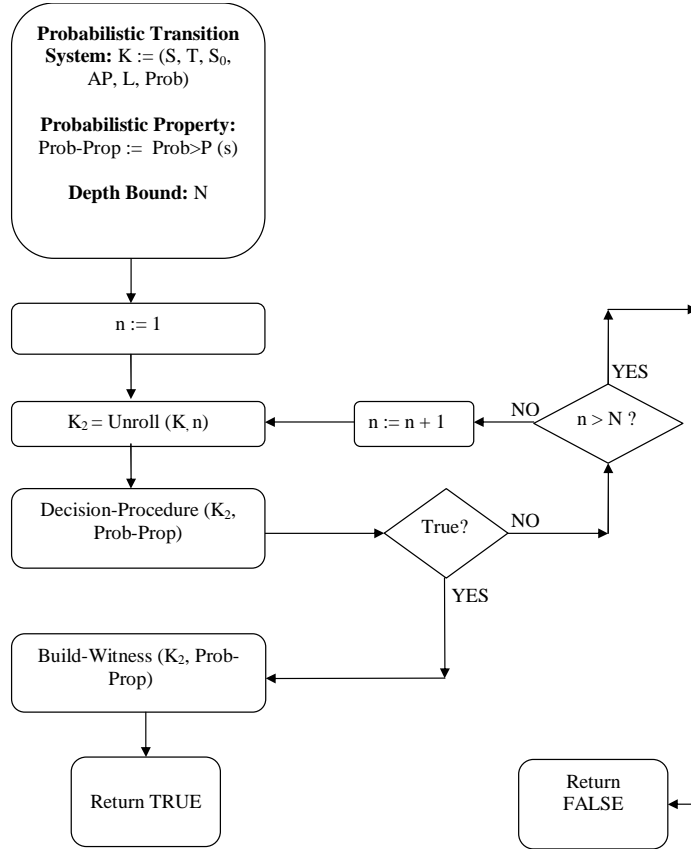 Probabilistic Transition
System: K := (S, T, S₀,
AP, L, Prob)
Probabilistic Property:
Prob-Prop := Prob>P (s)
Depth Bound: N
n := 1
YES
K₂ = Unroll (K, n)
n := n + 1
NO
n > N ?
Decision-Procedure (K₂,
Prob-Prop)
True?
NO
YES
Build-Witness (K₂, Prob-
Prop)
Return TRUE
Return
FALSE